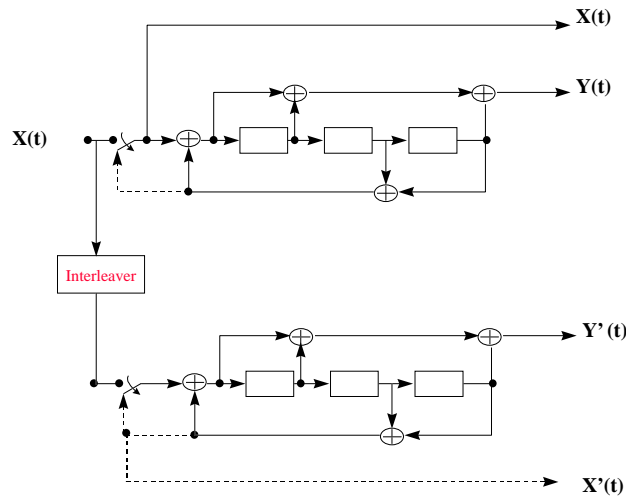 X(t)
Y(t)
X(t)
Interleaver
Y' (t)
X'(t)